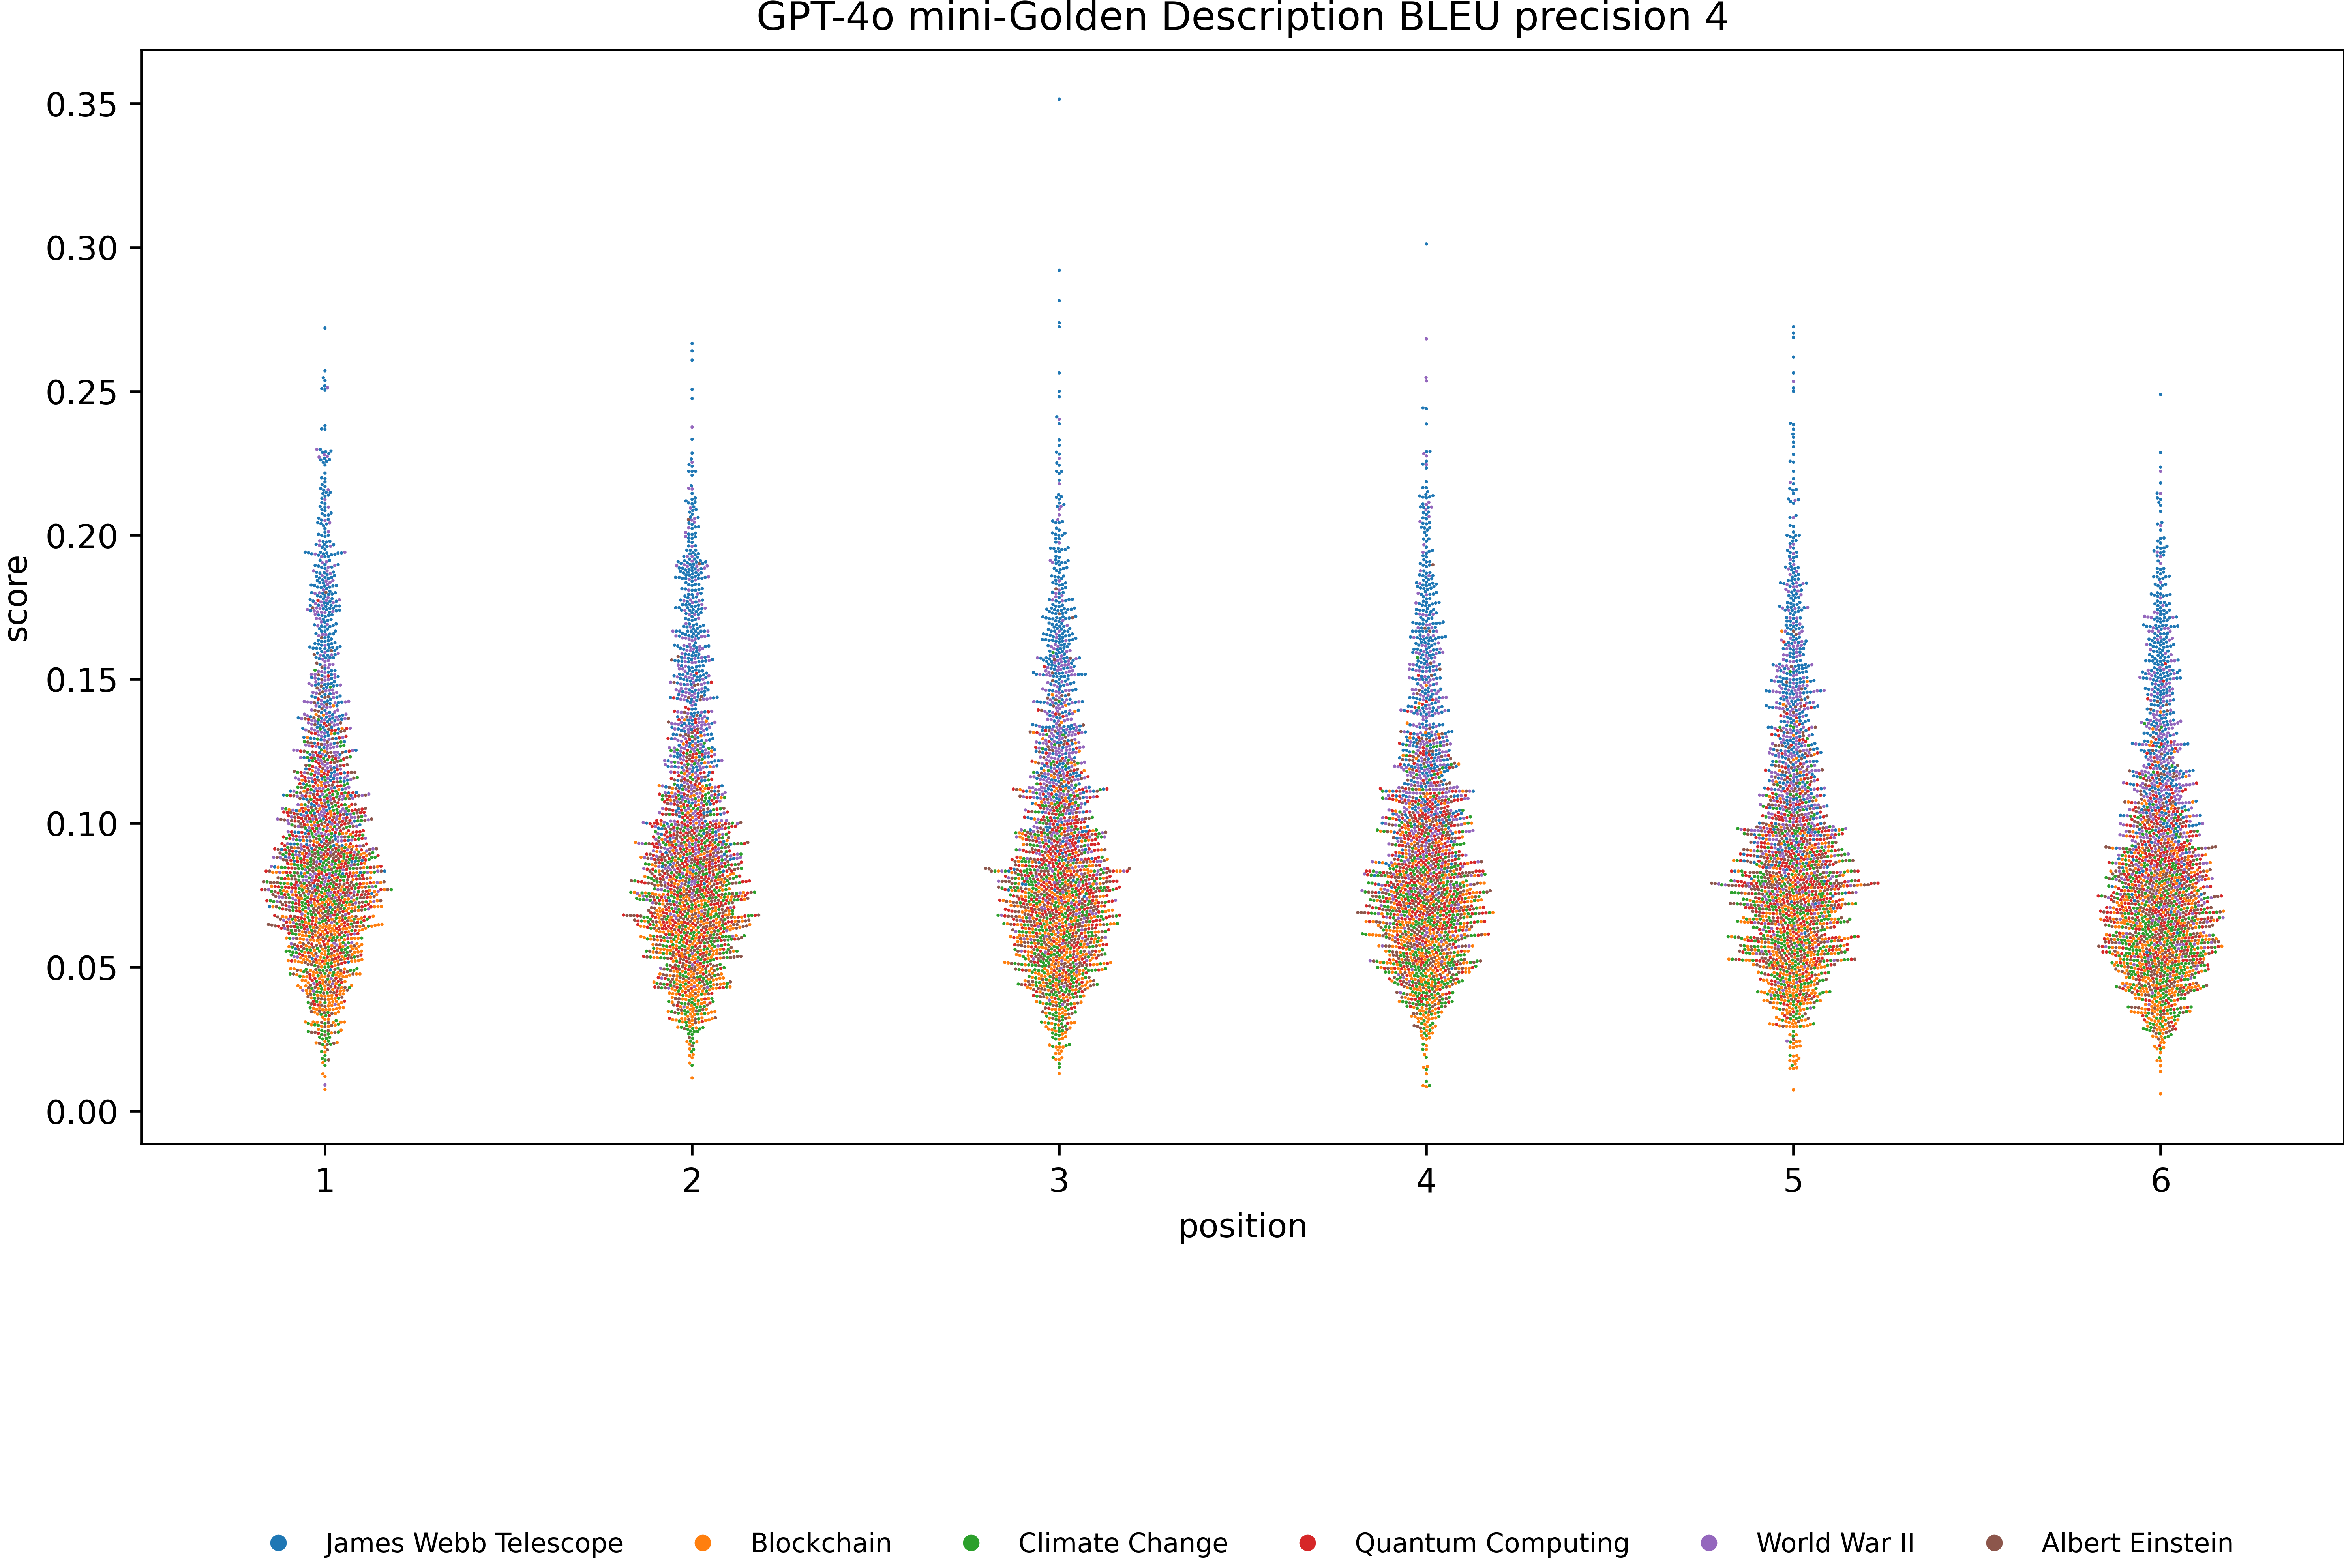 GPT-4o mini-Golden Description BLEU precision 4
score
0.35
0.30
0.25
0.20
0.15
0.10
0.05
0.00
1 2 3 4 5 6
position
James Webb Telescope Blockchain Climate Change Quantum Computing World War II Albert Einstein